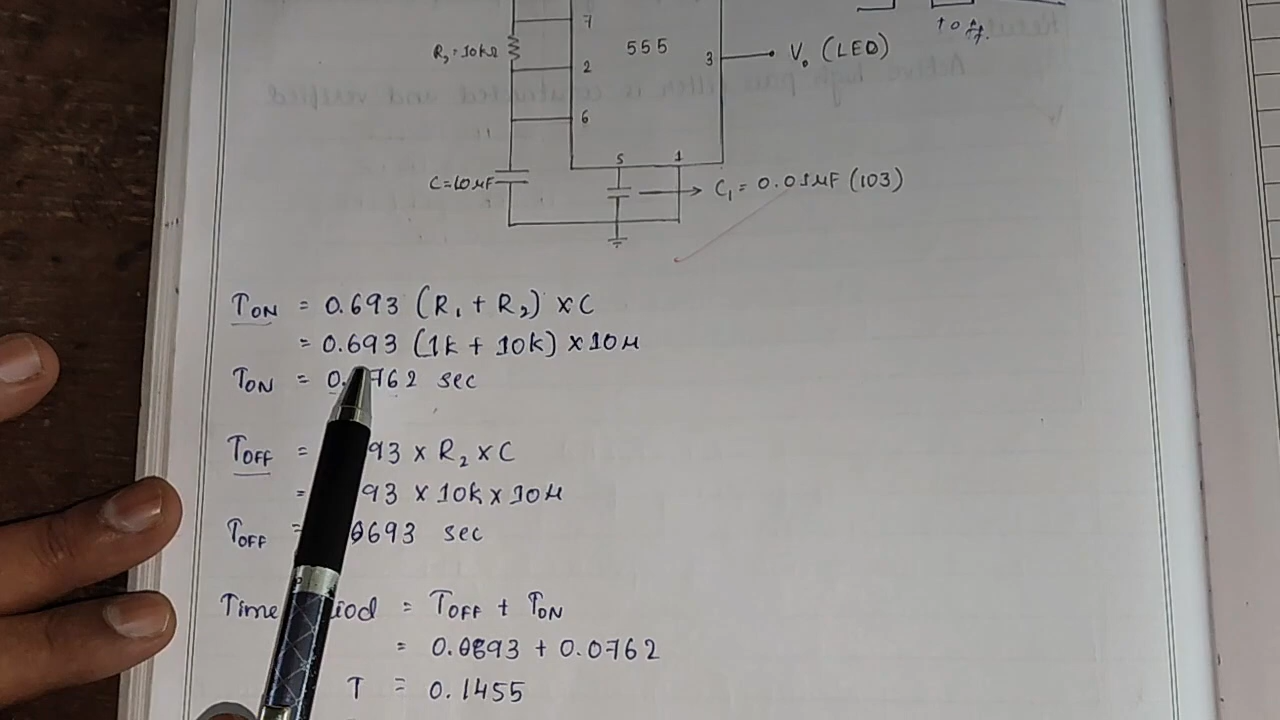 7
R₂=10kΩ
555
2
3
V₀ (LED)
6
5
1
C=10μF
C₁ = 0.01μF (103)
T_ON = 0.693 (R₁ + R₂) × C
= 0.693 (1k + 10k) × 10μ
T_ON = 0. 762 sec
T_OFF = 93 × R₂ × C
= 93 × 10k × 10μ
T_OFF = 0693 sec
Time iod = T_OFF + T_ON
= 0.0693 + 0.0762
T = 0.1455